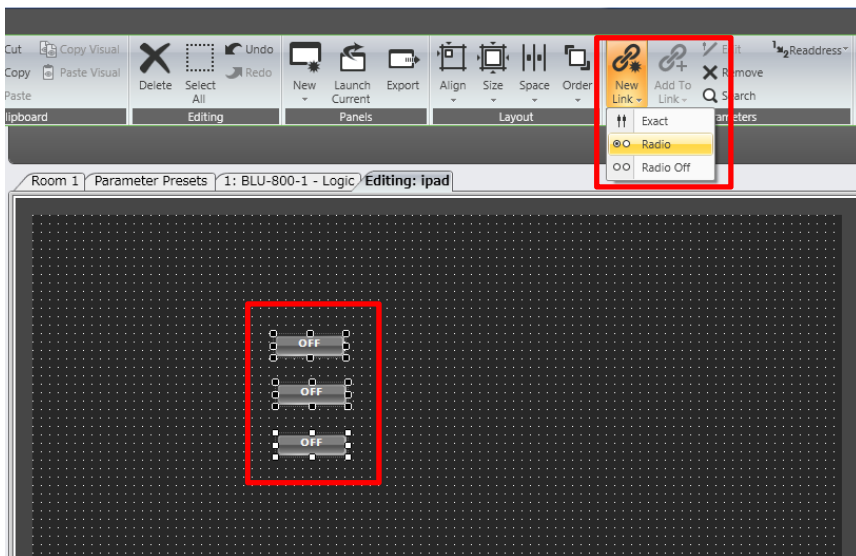 Cut Copy Visual Undo 1 2 Readdress
Copy Paste Visual Redo Remove
Paste Delete Select All New Launch Current Export Align Size Space Order New Link Add To Link Search
Editing Panels Layout
Exact
Radio
Radio Off
Room 1 Parameter Presets 1: BLU-800-1 - Logic Editing: ipad
OFF
OFF
OFF